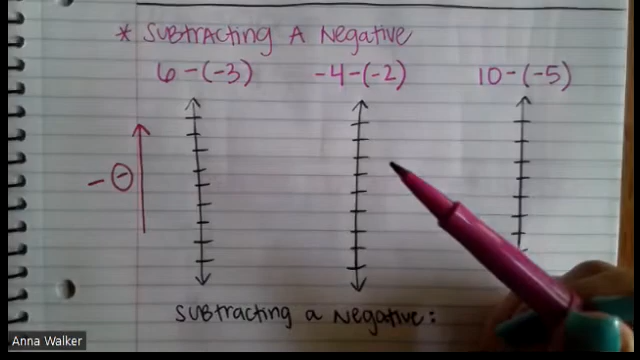 * SUBTRACTING A NEGATIVE
6-(-3) -4-(-2) 10-(-5)
- ⊖
SUBTRACTING a NEGATIVE:
Anna Walker